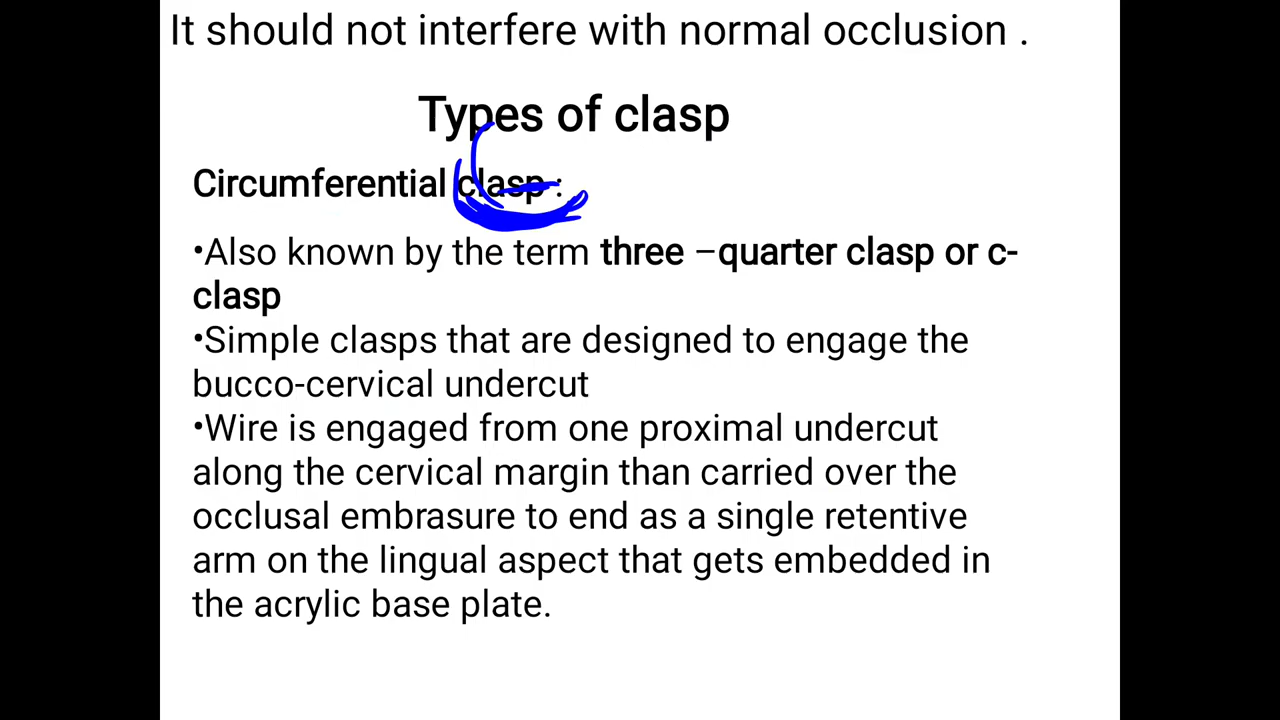 It should not interfere with normal occlusion .
Types of clasp
Circumferential clasp :
•Also known by the term three –quarter clasp or c-
clasp
•Simple clasps that are designed to engage the
bucco-cervical undercut
•Wire is engaged from one proximal undercut
along the cervical margin than carried over the
occlusal embrasure to end as a single retentive
arm on the lingual aspect that gets embedded in
the acrylic base plate.